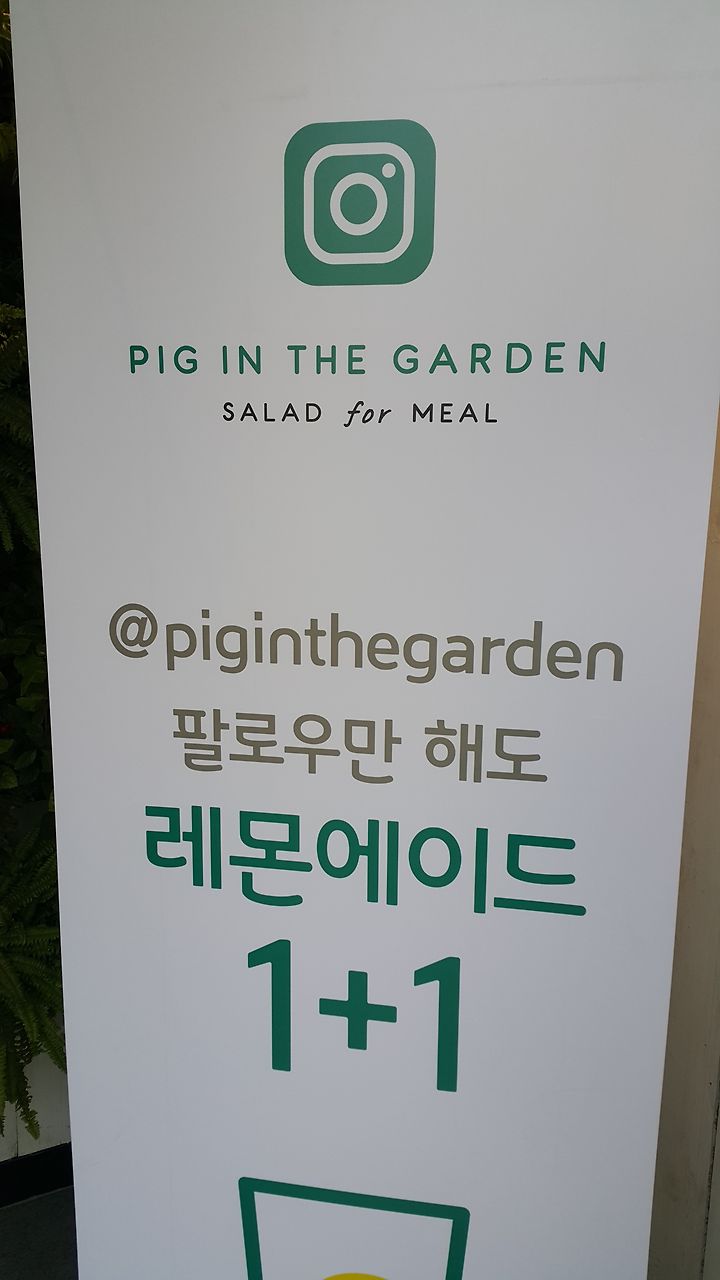 PIG IN THE GARDEN
SALAD for MEAL
@piginthegarden
팔로우만 해도
레몬에이드
1+1